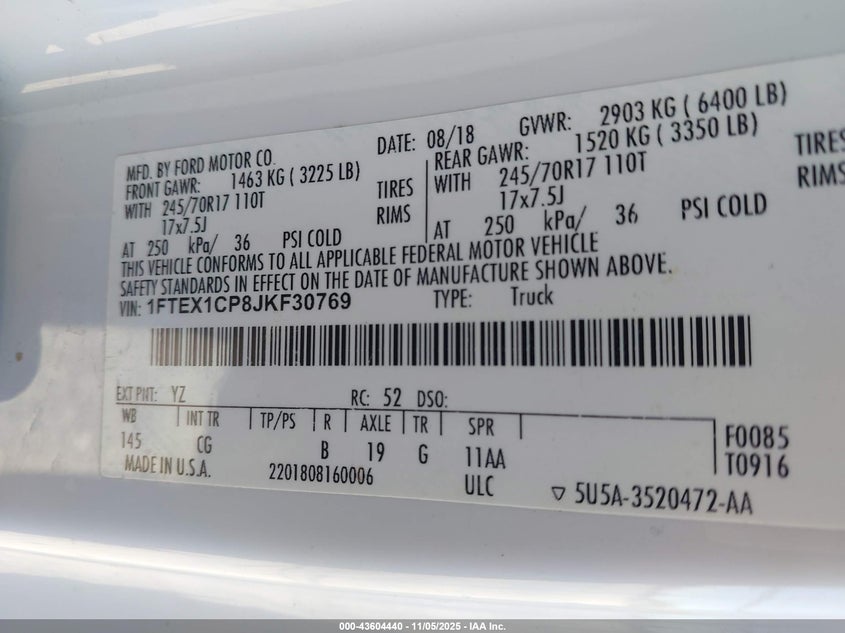 MFD. BY FORD MOTOR CO. DATE: 08/18 GVWR: 2903 KG ( 6400 LB)
FRONT GAWR: 1463 KG ( 3225 LB) REAR GAWR: 1520 KG ( 3350 LB)
WITH 245/70R17 110T TIRES WITH 245/70R17 110T TIRES
17x7.5J RIMS 17x7.5J RIMS
AT 250 kPa/ 36 PSI COLD AT 250 kPa/ 36 PSI COLD
THIS VEHICLE CONFORMS TO ALL APPLICABLE FEDERAL MOTOR VEHICLE
SAFETY STANDARDS IN EFFECT ON THE DATE OF MANUFACTURE SHOWN ABOVE.
VIN: 1FTEX1CP8JKF30769 TYPE: Truck
EXT PNT: YZ RC: 52 DSO:
WB INT TR TP/PS R AXLE TR SPR
145 CG B 19 G 11AA F0085
MADE IN U.S.A. 2201808160006 ULC T0916
▽ 5U5A-3520472-AA
000-43604440 - 11/05/2025 - IAA Inc.